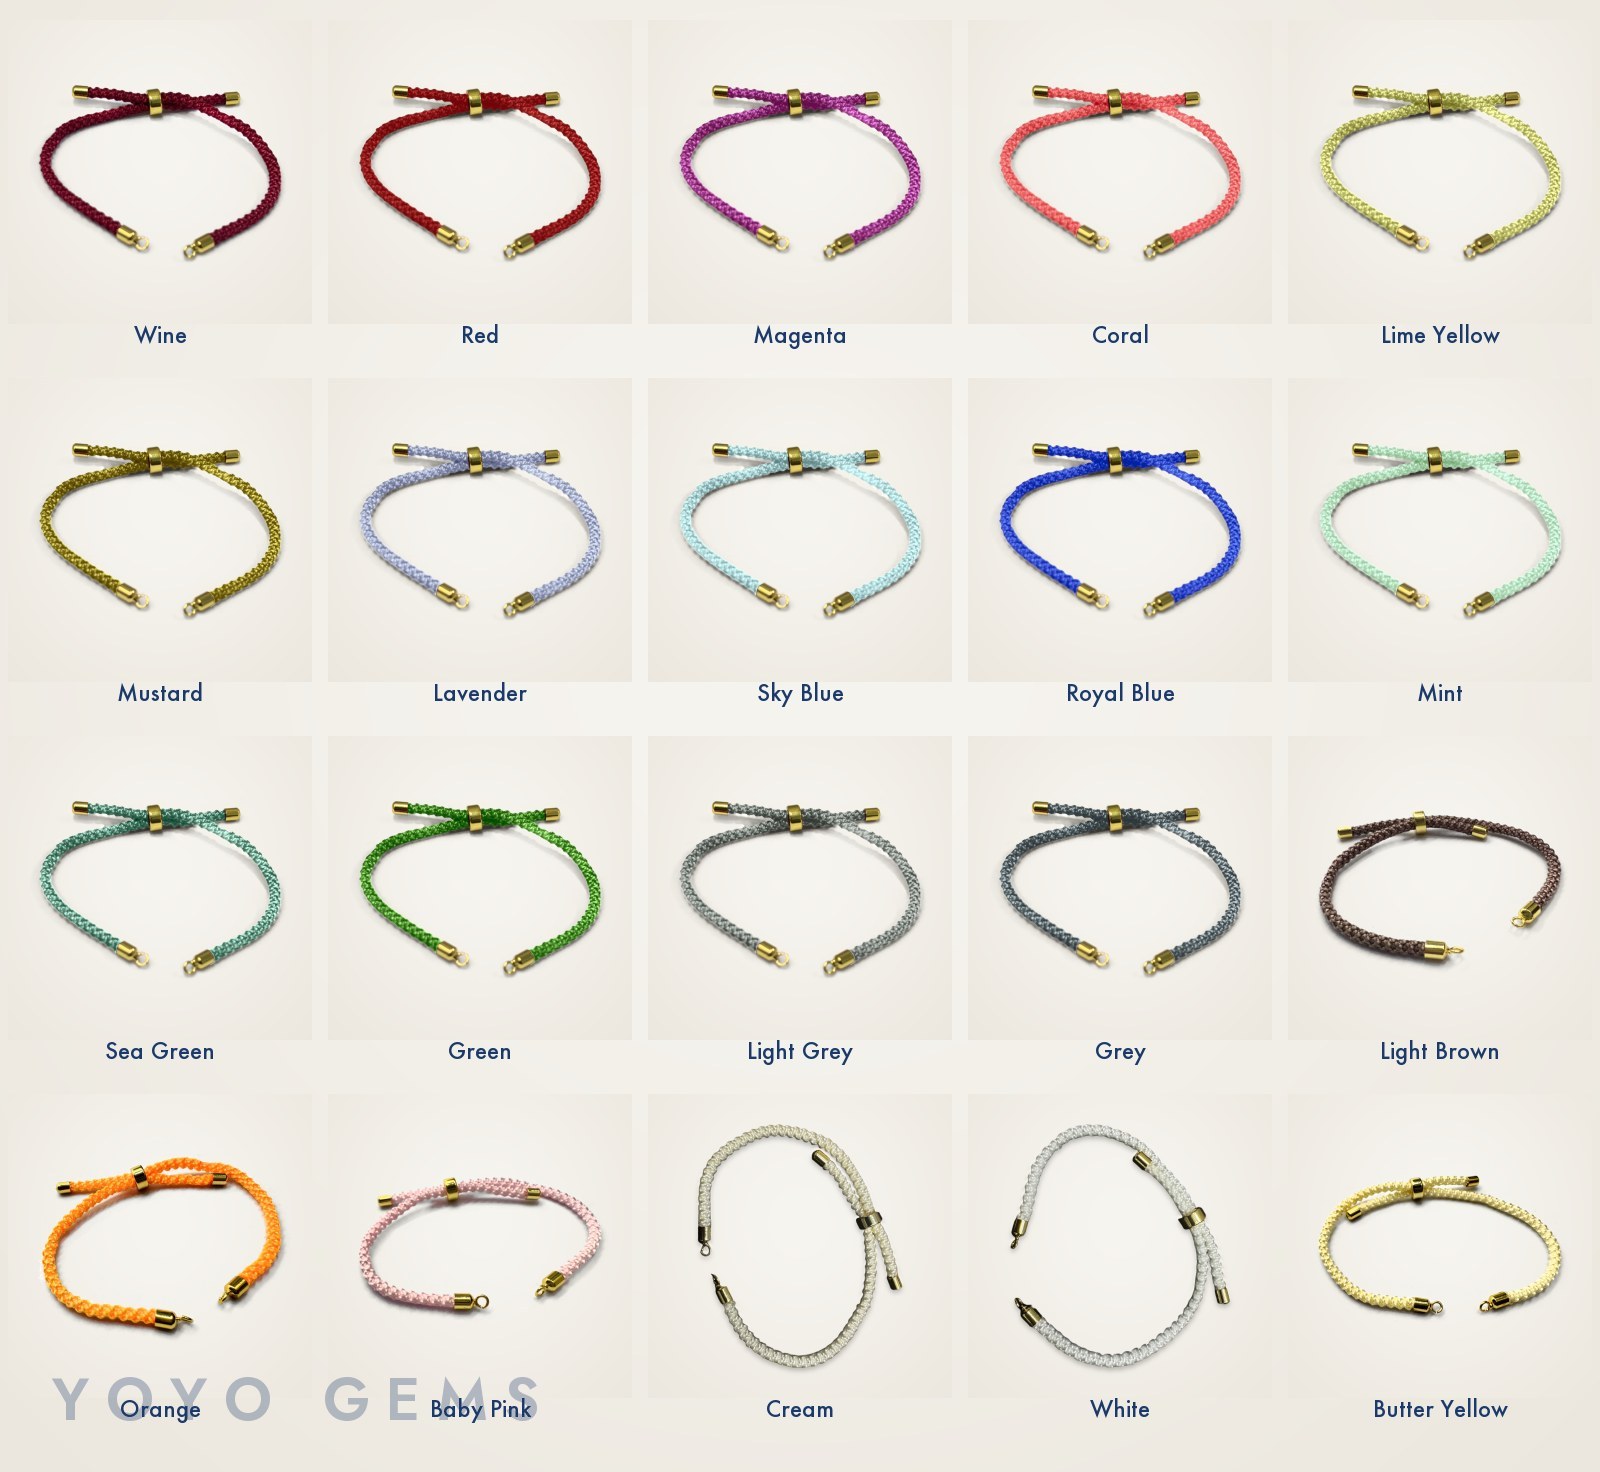 Wine
Red
Magenta
Coral
Lime Yellow
Mustard
Lavender
Sky Blue
Royal Blue
Mint
Sea Green
Green
Light Grey
Grey
Light Brown
Orange
Baby Pink
Cream
White
Butter Yellow
YOYO GEMS